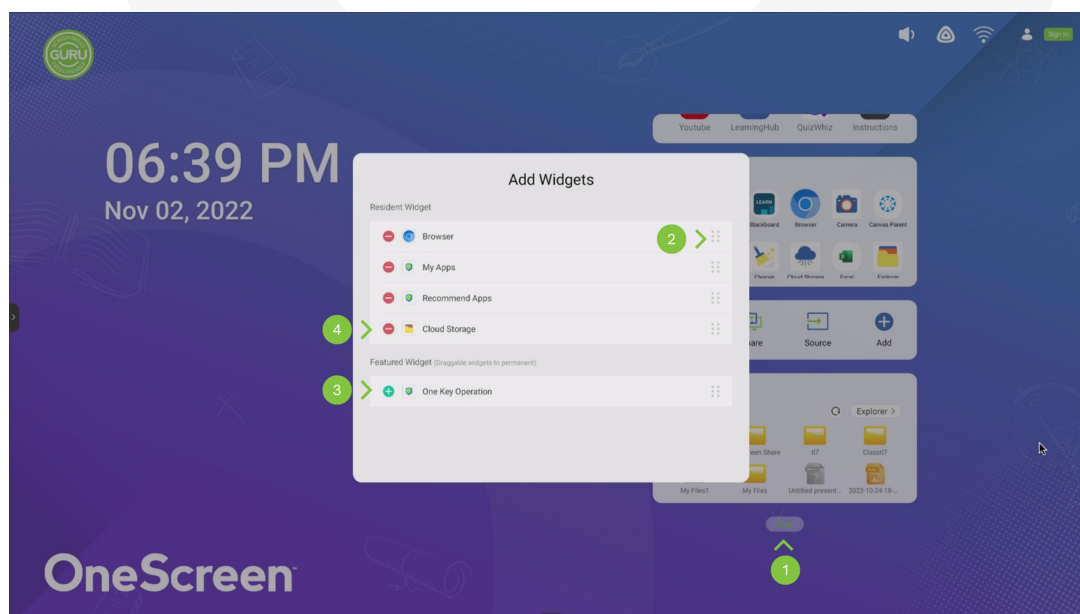 GURU
Sign in
06:39 PM
Nov 02, 2022
Youtube LearningHub QuizWhiz Instructions
Add Widgets
Resident Widget
Browser
2
My Apps
Recommend Apps
4
Cloud Storage
Featured Widget (Draggable widgets to permanent)
3
One Key Operation
LEARN
Blackboard Browser Camera Canvas Parent
Cleaner Cloud Storage Excel Explorer
Source Add
Explorer >
een Share II7 ClassII7
My Files1 My Files Untitled present... 2022-10-24-18-...
1
OneScreen